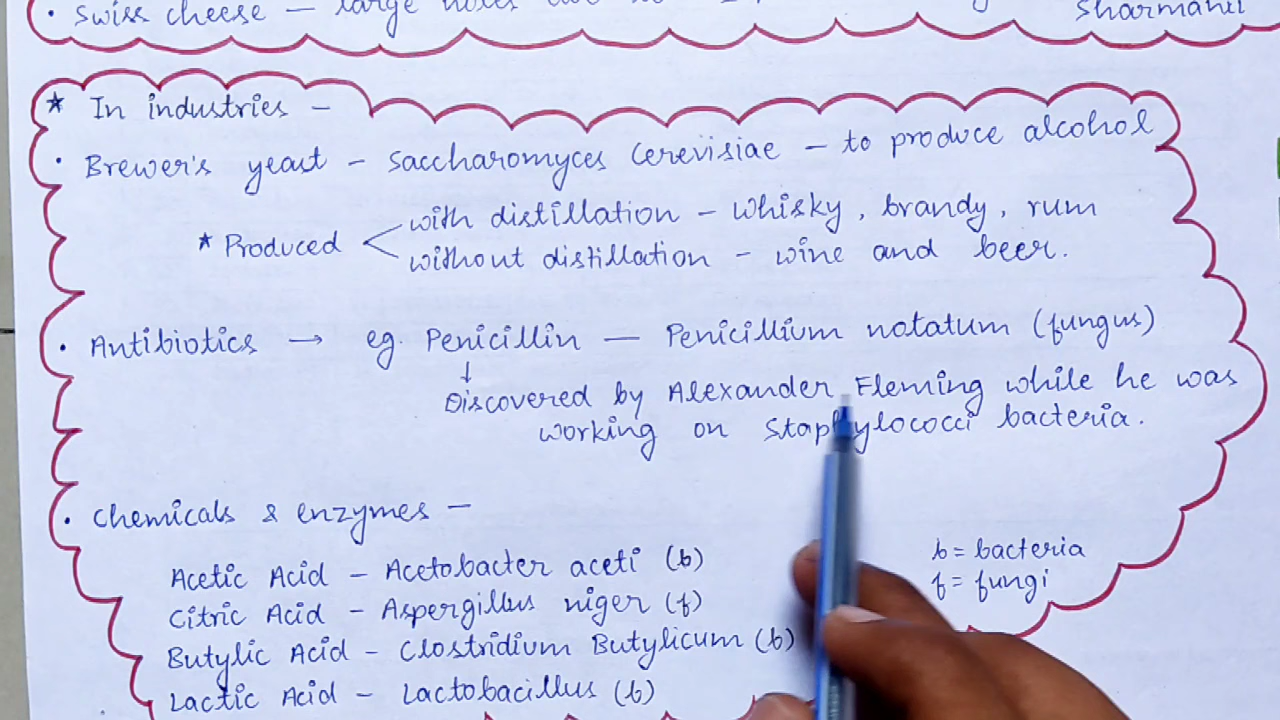 • Swiss cheese – large holes
Sharmanii
* In industries –
• Brewer's yeast – Saccharomyces Cerevisiae – to produce alcohol
* Produced < with distillation – whisky, brandy, rum
without distillation – wine and beer.
• Antibiotics → eg. Penicillin — Penicillium notatum (fungus)
↓
Discovered by Alexander Fleming while he was
working on Staphylococci bacteria.
• Chemicals & enzymes –
Acetic Acid – Acetobacter aceti (b)
b = bacteria
f = fungi
Citric Acid – Aspergillus niger (f)
Butylic Acid – Clostridium Butylicum (b)
Lactic Acid – Lactobacillus (b)